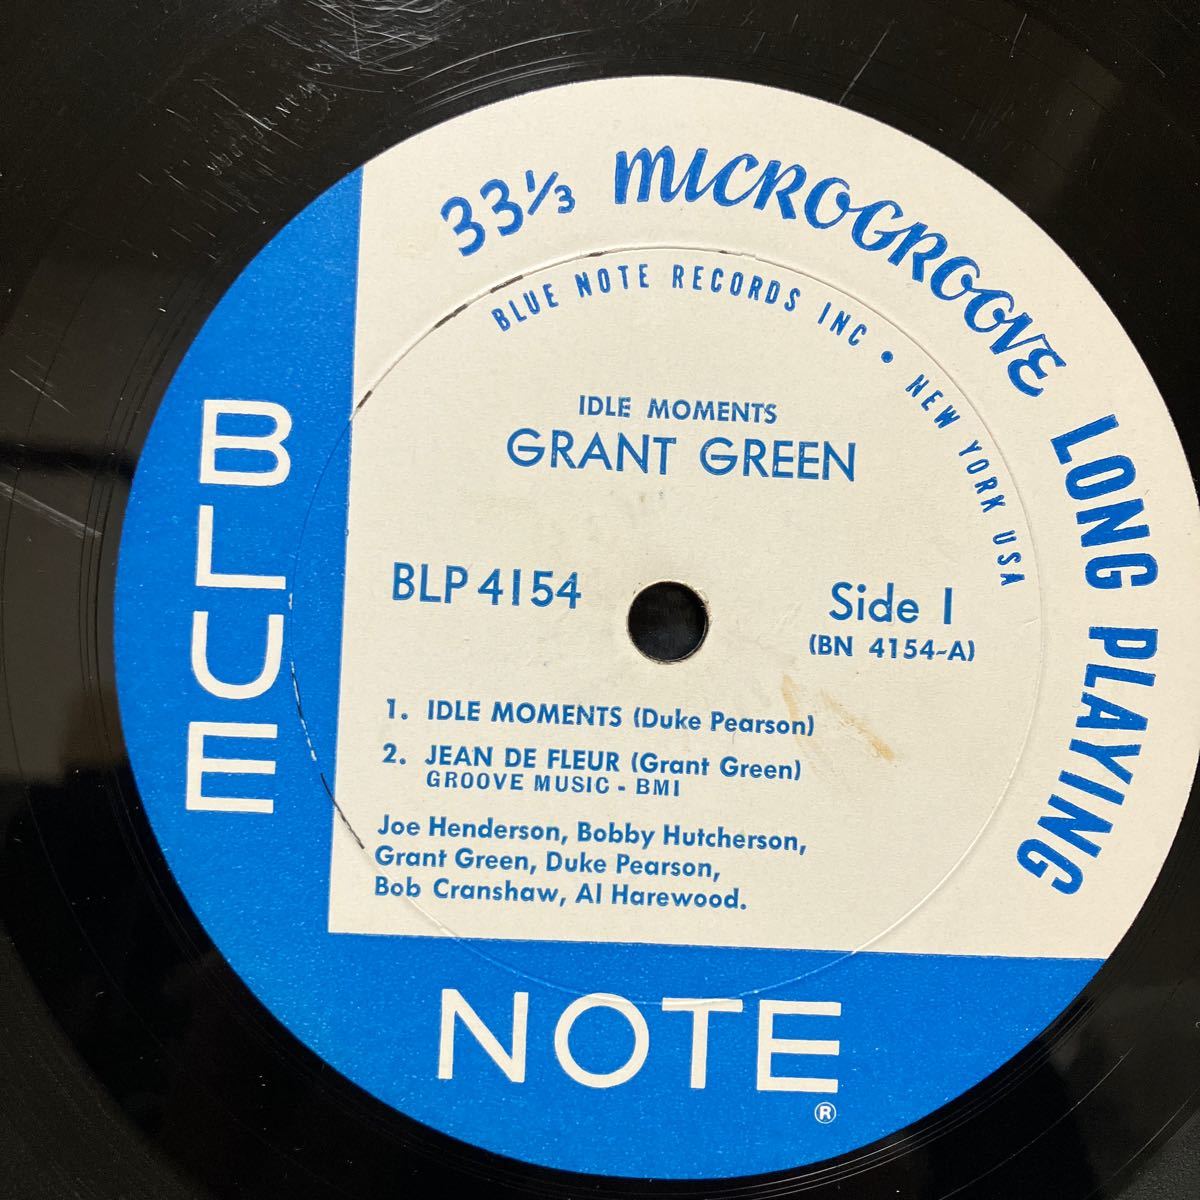 33⅓ MICROGROOVE LONG PLAYING
BLUE NOTE RECORDS INC • NEW YORK USA
IDLE MOMENTS
GRANT GREEN
BLP 4154
Side 1
(BN 4154-A)
1. IDLE MOMENTS (Duke Pearson)
2. JEAN DE FLEUR (Grant Green)
GROOVE MUSIC - BMI
Joe Henderson, Bobby Hutcherson,
Grant Green, Duke Pearson,
Bob Cranshaw, Al Harewood.
BLUE
NOTE
®